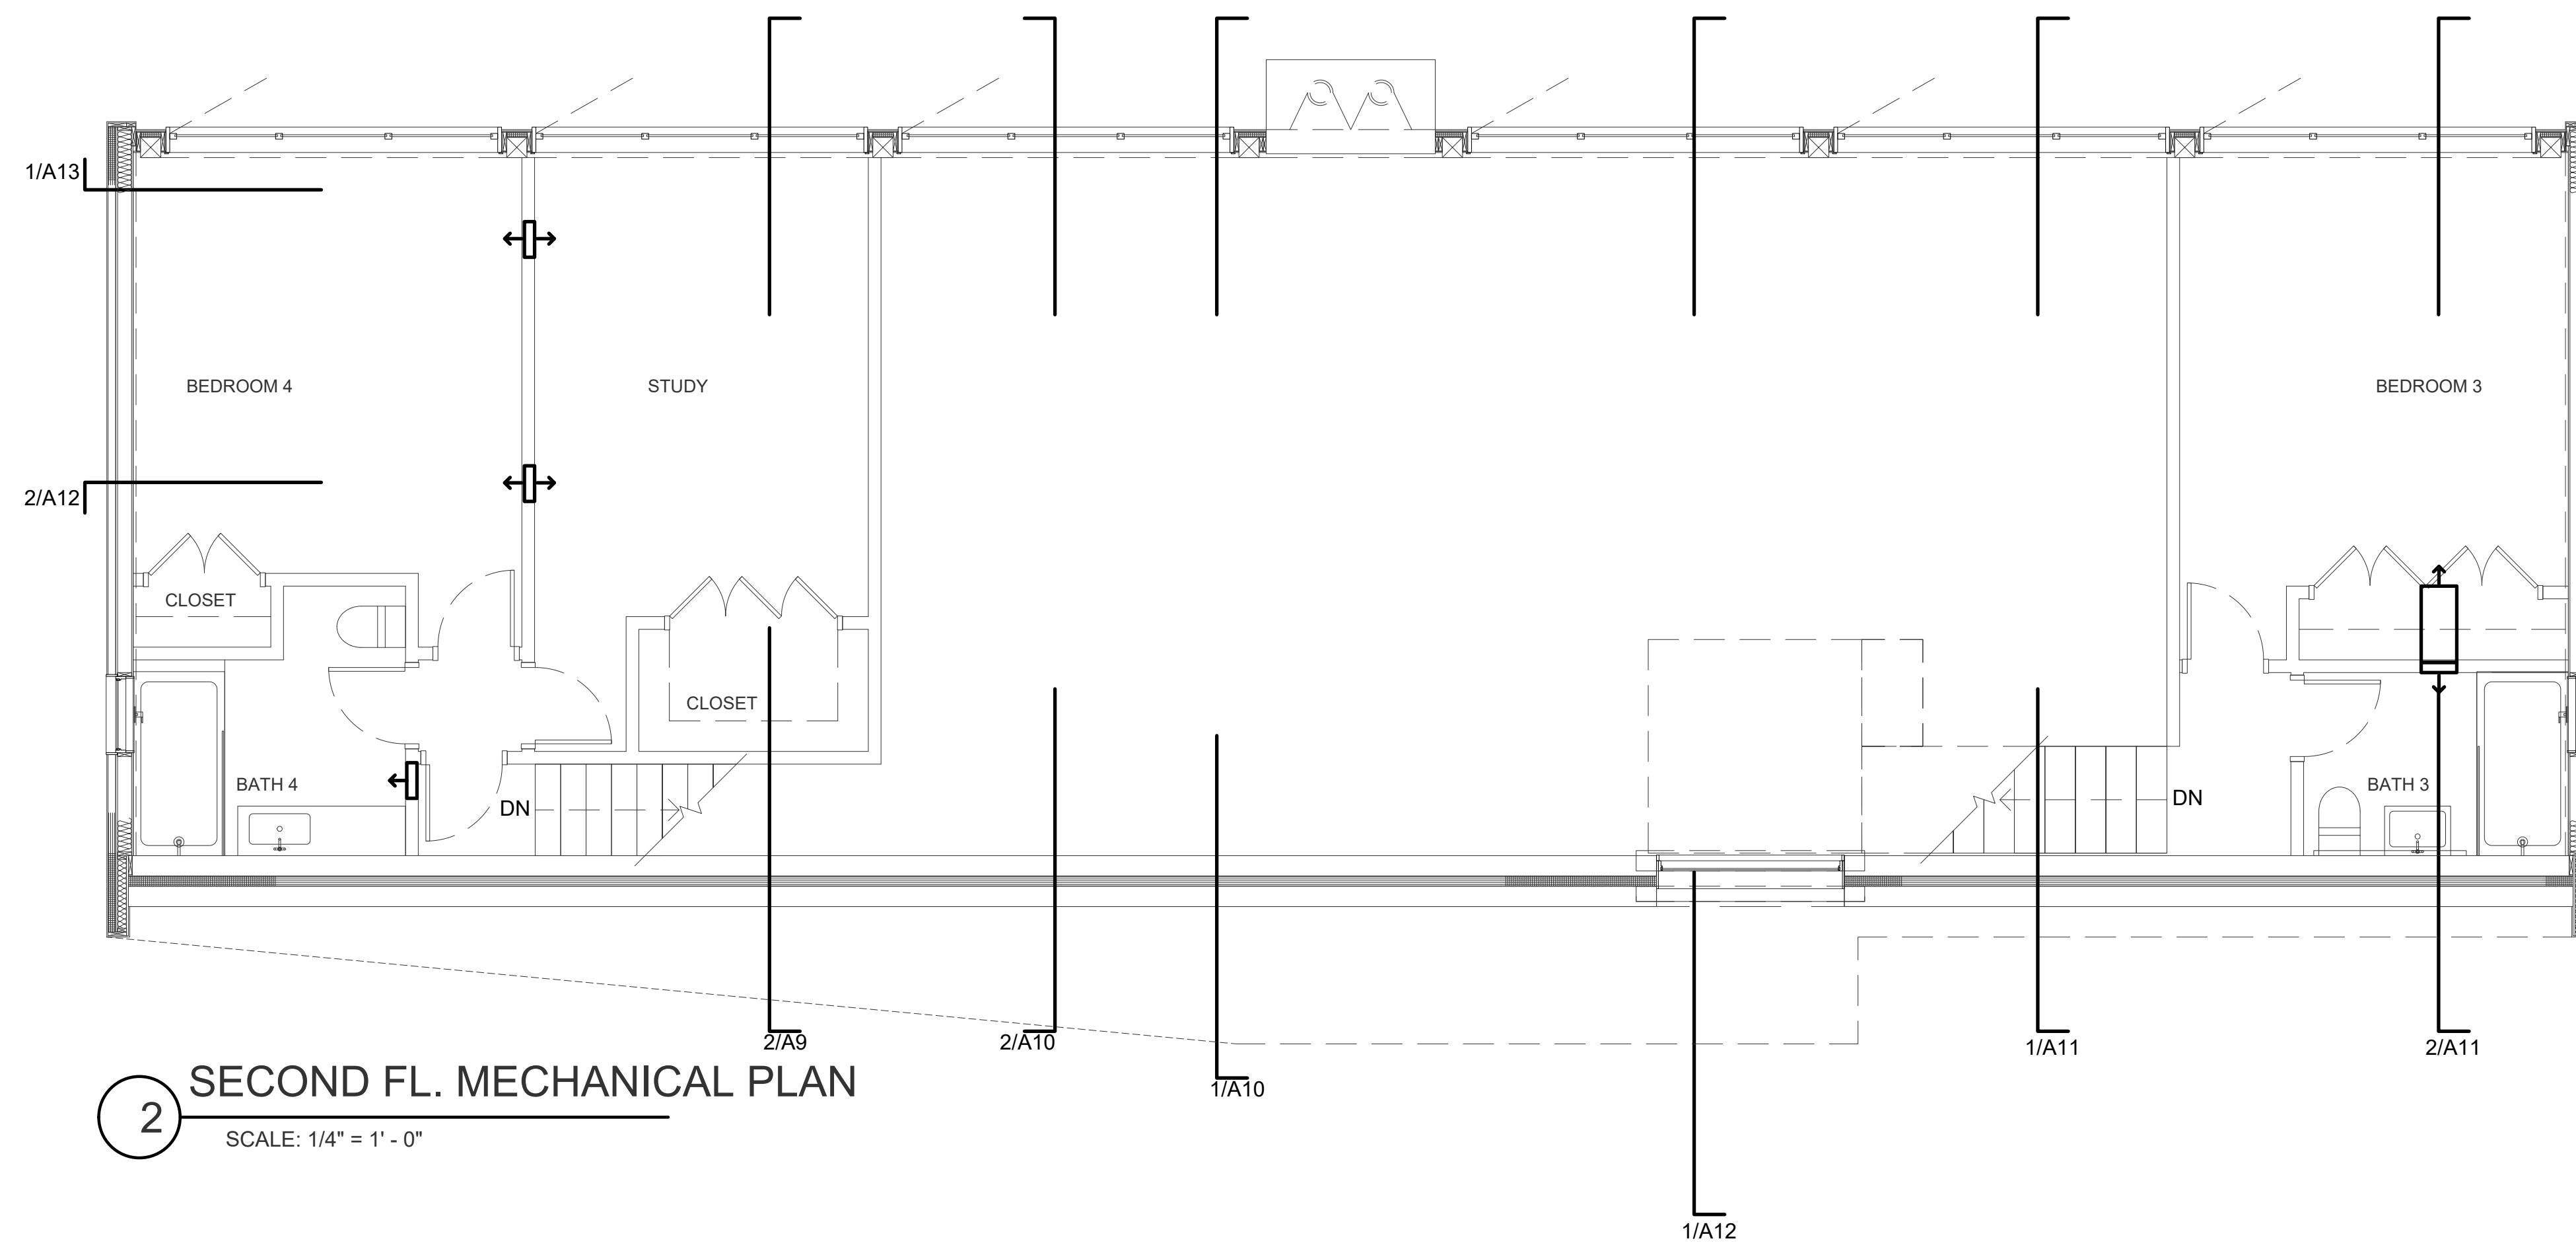 1/A13
BEDROOM 4
STUDY
BEDROOM 3
2/A12
CLOSET
CLOSET
BATH 4
DN
DN
BATH 3
2/A9
2/A10
1/A10
1/A11
2/A11
1/A12
2
SECOND FL. MECHANICAL PLAN
SCALE: 1/4" = 1' - 0"